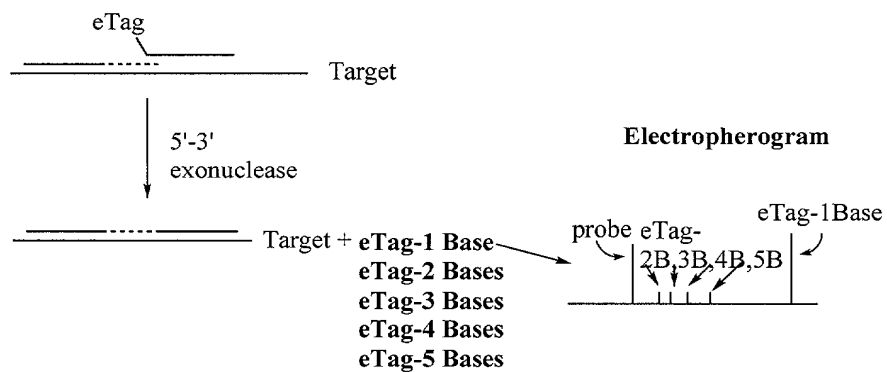 eTag
Target
5'-3'
exonuclease
Target + eTag-1 Base
eTag-2 Bases
eTag-3 Bases
eTag-4 Bases
eTag-5 Bases
Electropherogram
probe eTag-
2B,3B,4B,5B
eTag-1Base